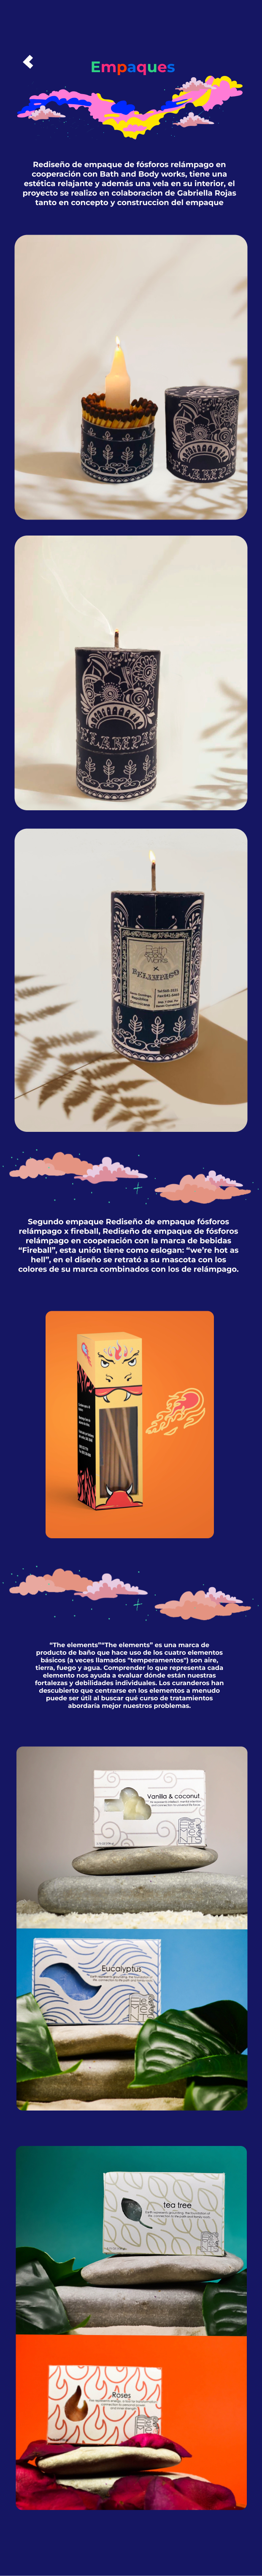 Empaques
Rediseño de empaque de fósforos relámpago en
cooperación con Bath and Body works, tiene una
estética relajante y además una vela en su interior, el
proyecto se realizo en colaboracion de Gabriella Rojas
tanto en concepto y construccion del empaque
RELAMPAGO
Segundo empaque Rediseño de empaque fósforos
relámpago x fireball, Rediseño de empaque de fósforos
relámpago en cooperación con la marca de bebidas
“Fireball”, esta unión tiene como eslogan: “we’re hot as
hell”, en el diseño se retrató a su mascota con los
colores de su marca combinados con los de relámpago.
“The elements”“The elements” es una marca de
producto de baño que hace uso de los cuatro elementos
básicos (a veces llamados "temperamentos") son aire,
tierra, fuego y agua. Comprender lo que representa cada
elemento nos ayuda a evaluar dónde están nuestras
fortalezas y debilidades individuales. Los curanderos han
descubierto que centrarse en los elementos a menudo
puede ser útil al buscar qué curso de tratamientos
abordaría mejor nuestros problemas.
Vanilla & coconut
Eucalyptus
tea tree
Roses